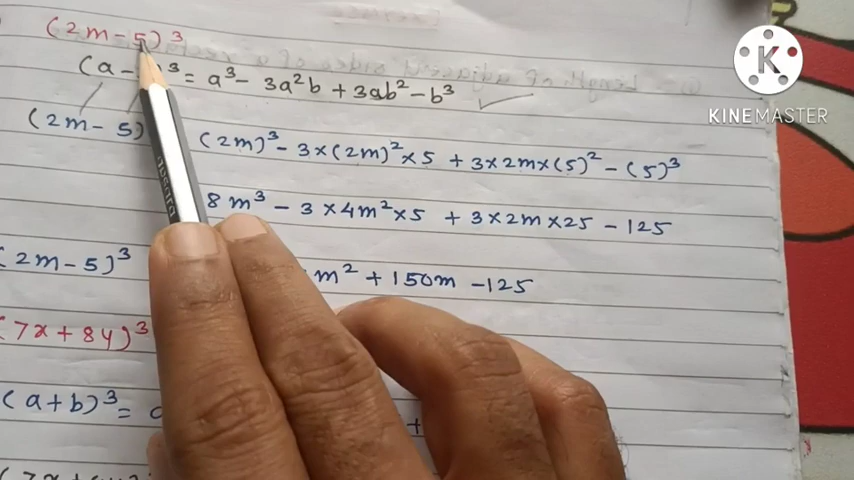 (2m-5)³
(a - )³ = a³ - 3a²b + 3ab² - b³
(2m - 5) (2m)³ - 3×(2m)²×5 + 3×2m×(5)² - (5)³
8m³ - 3×4m²×5 + 3×2m×25 - 125
(2m-5)³ m² + 150m - 125
(7x + 8y)³
(a+b)³ = +
KINEMASTER